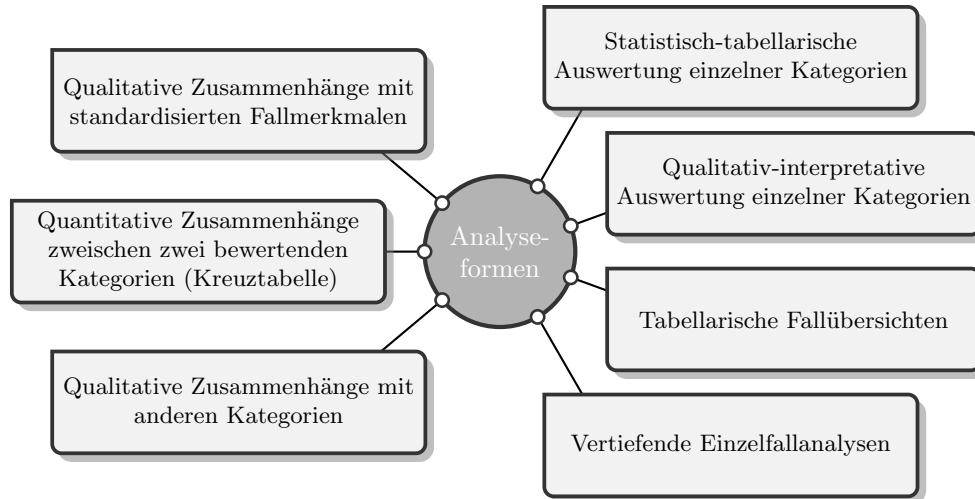 Statistisch-tabellarische
Auswertung einzelner Kategorien
Qualitative Zusammenhänge mit
standardisierten Fallmerkmalen
Qualitativ-interpretative
Auswertung einzelner Kategorien
Quantitative Zusammenhänge
zweischen zwei bewertenden
Kategorien (Kreuztabelle)
Analyse-
formen
Tabellarische Fallübersichten
Qualitative Zusammenhänge mit
anderen Kategorien
Vertiefende Einzelfallanalysen